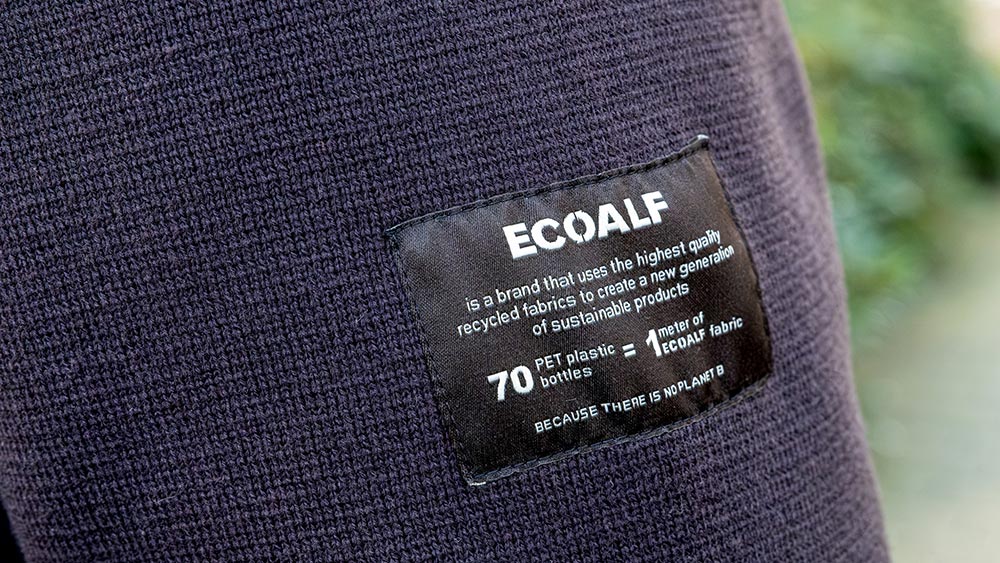 ECOALF
is a brand that uses the highest quality
recycled fabrics to create a new generation
of sustainable products
70 PET plastic bottles = 1 meter of ECOALF fabric
BECAUSE THERE IS NO PLANET B